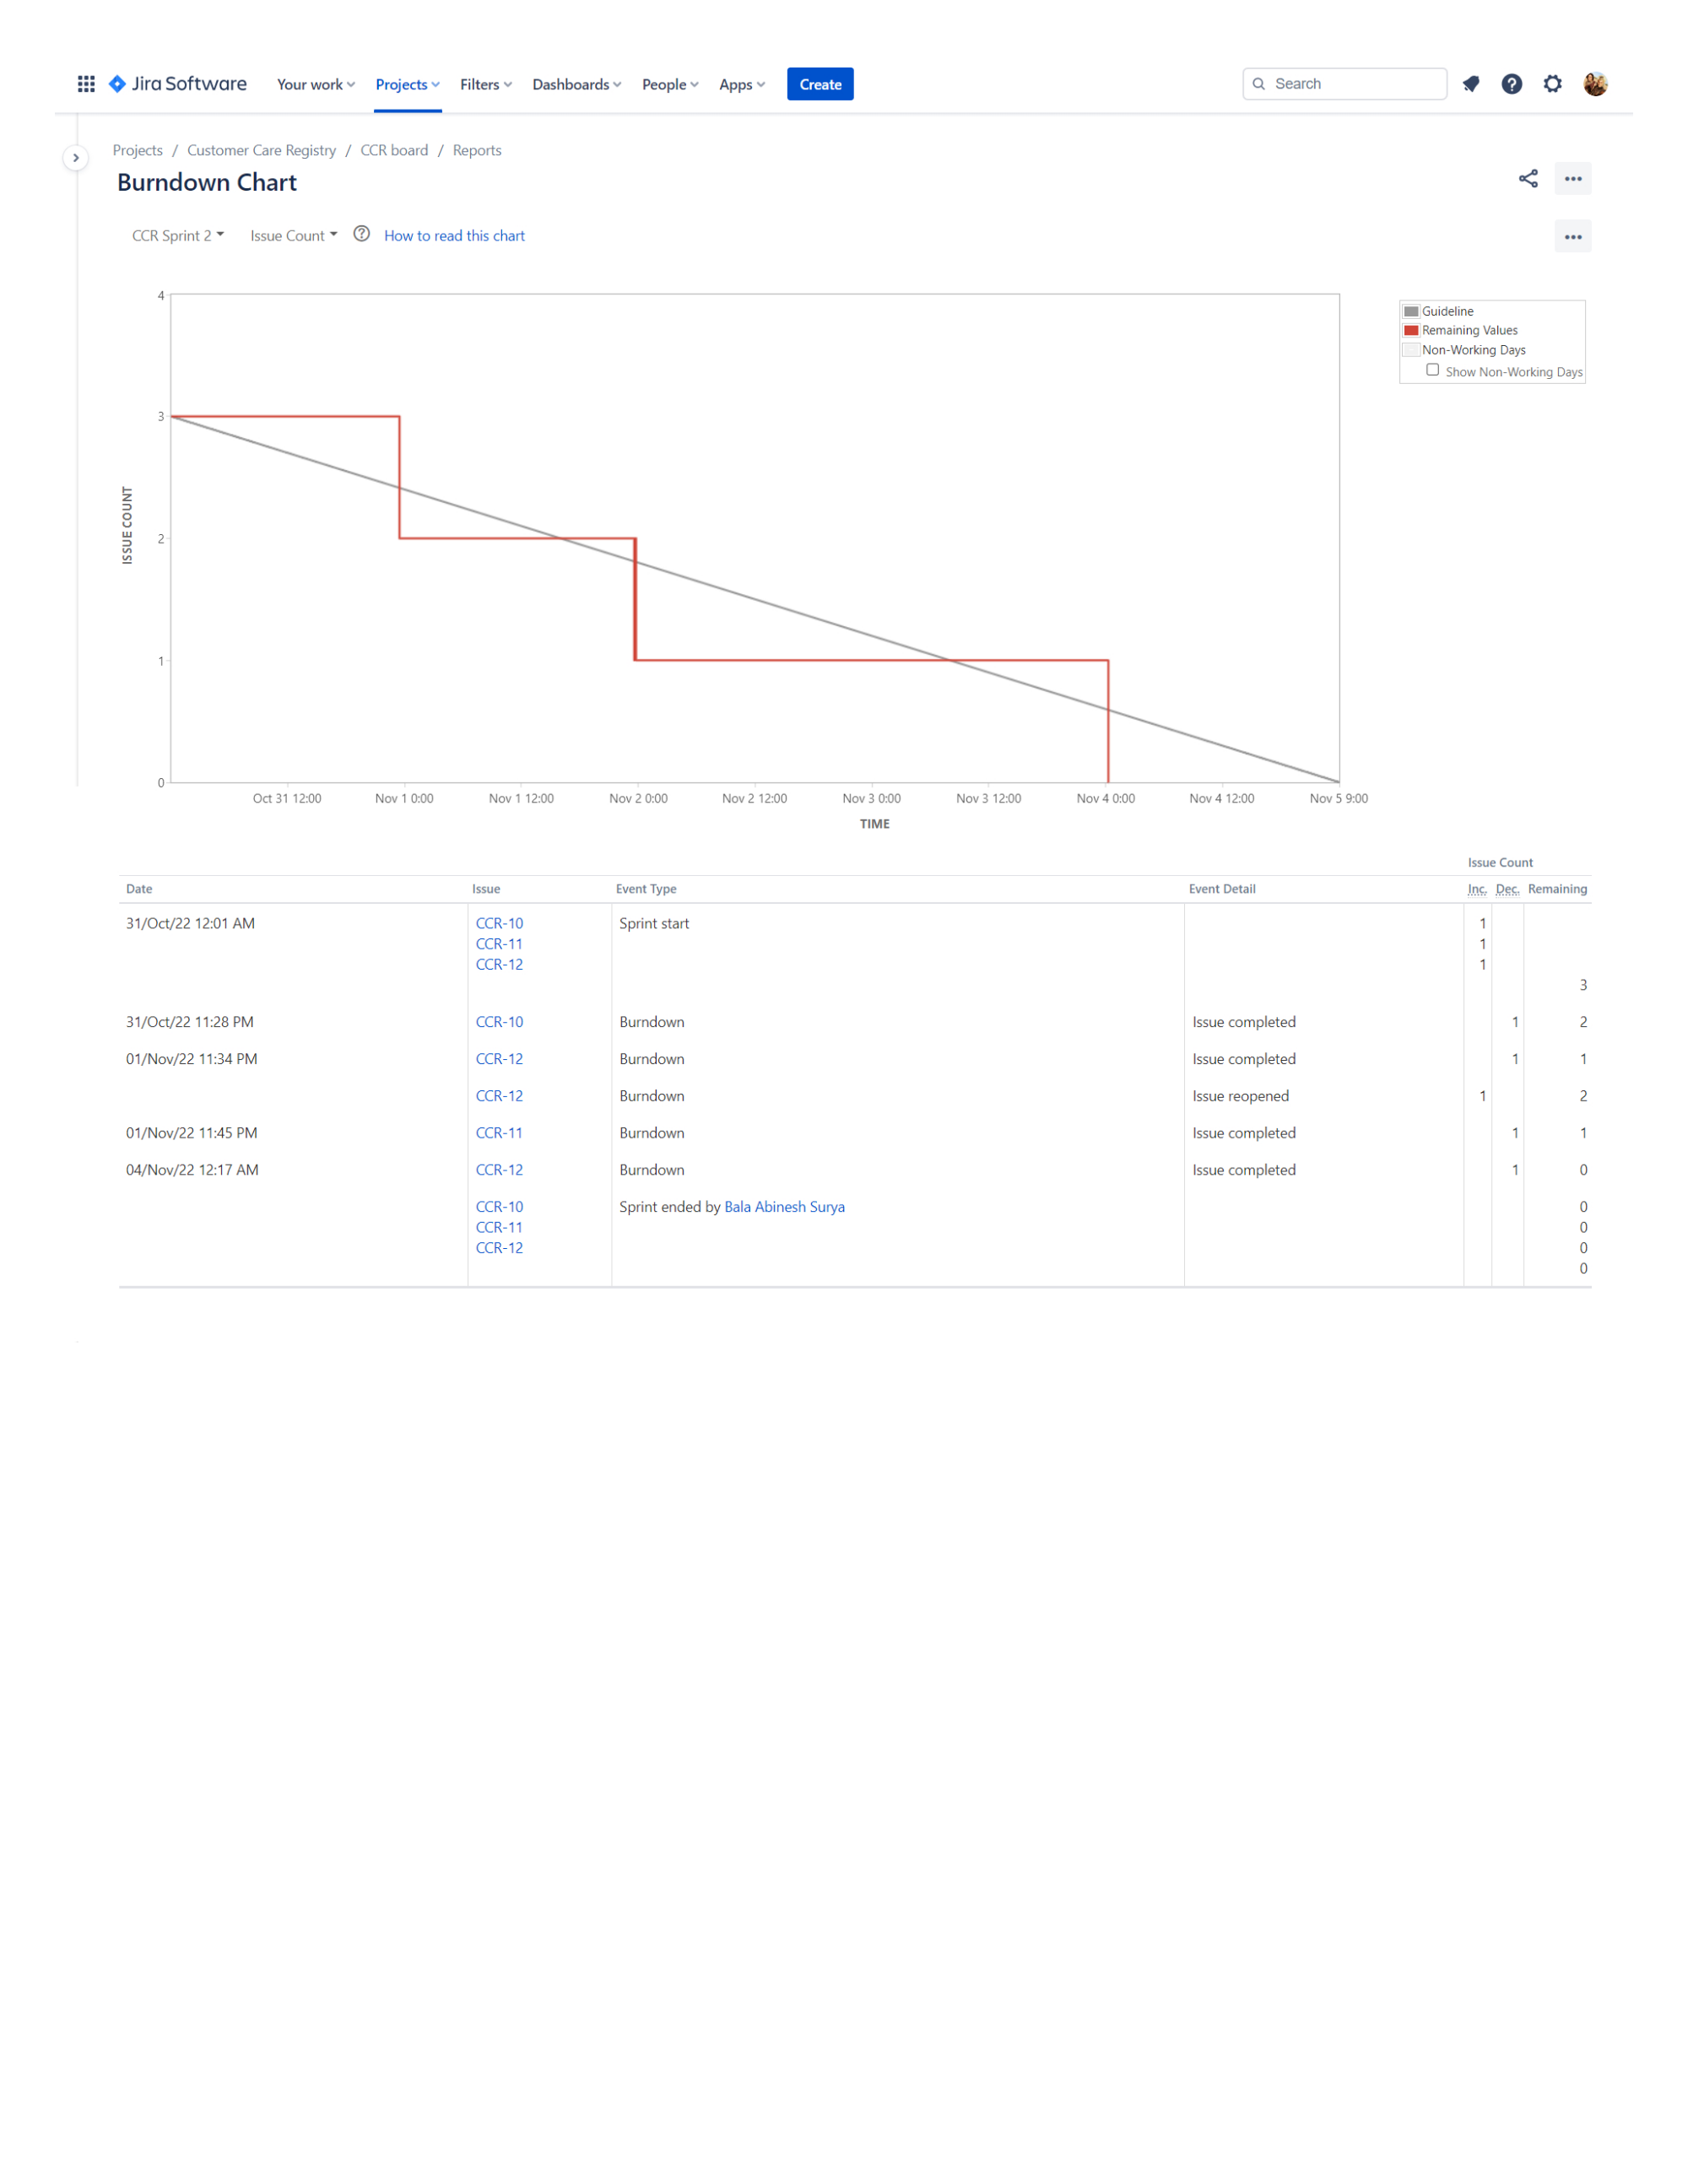 Jira Software Your work Projects Filters Dashboards People Apps Create Search
Projects / Customer Care Registry / CCR board / Reports
Burndown Chart
CCR Sprint 2 Issue Count How to read this chart
4
Guideline
Remaining Values
Non-Working Days
Show Non-Working Days
3
ISSUE COUNT
2
1
0
Oct 31 12:00 Nov 1 0:00 Nov 1 12:00 Nov 2 0:00 Nov 2 12:00 Nov 3 0:00 Nov 3 12:00 Nov 4 0:00 Nov 4 12:00 Nov 5 9:00
TIME
Issue Count
Date Issue Event Type Event Detail Inc. Dec. Remaining
31/Oct/22 12:01 AM CCR-10 Sprint start 1
CCR-11 1
CCR-12 1
3
31/Oct/22 11:28 PM CCR-10 Burndown Issue completed 1 2
01/Nov/22 11:34 PM CCR-12 Burndown Issue completed 1 1
CCR-12 Burndown Issue reopened 1 2
01/Nov/22 11:45 PM CCR-11 Burndown Issue completed 1 1
04/Nov/22 12:17 AM CCR-12 Burndown Issue completed 1 0
CCR-10 Sprint ended by Bala Abinesh Surya 0
CCR-11 0
CCR-12 0
0